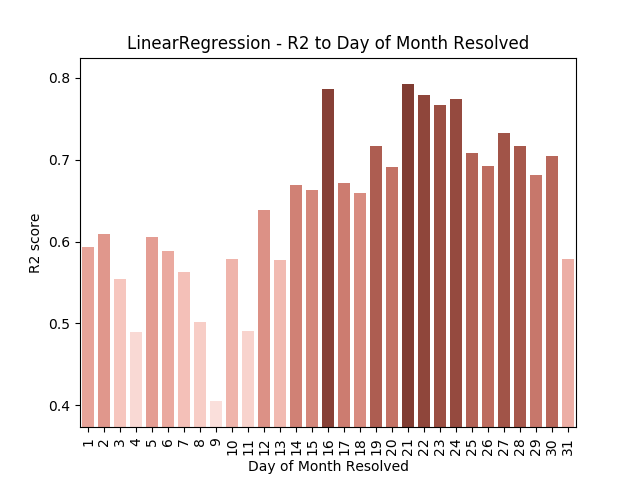 LinearRegression - R2 to Day of Month Resolved
0.8
0.7
0.6
0.5
0.4
R2 score
1 2 3 4 5 6 7 8 9 10 11 12 13 14 15 16 17 18 19 20 21 22 23 24 25 26 27 28 29 30 31
Day of Month Resolved